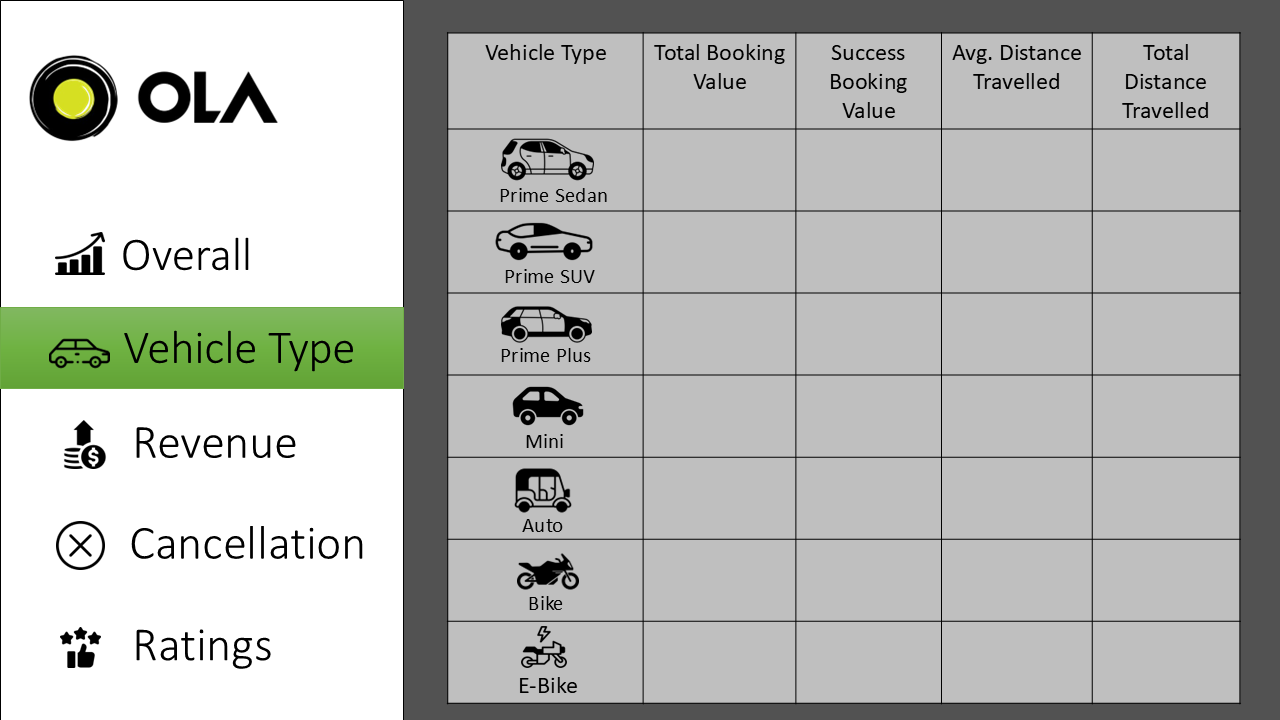 OLA
Overall
Vehicle Type
Revenue
Cancellation
Ratings
Vehicle Type
Total Booking
Value
Success
Booking
Value
Avg. Distance
Travelled
Total
Distance
Travelled
Prime Sedan
Prime SUV
Prime Plus
Mini
Auto
Bike
E-Bike